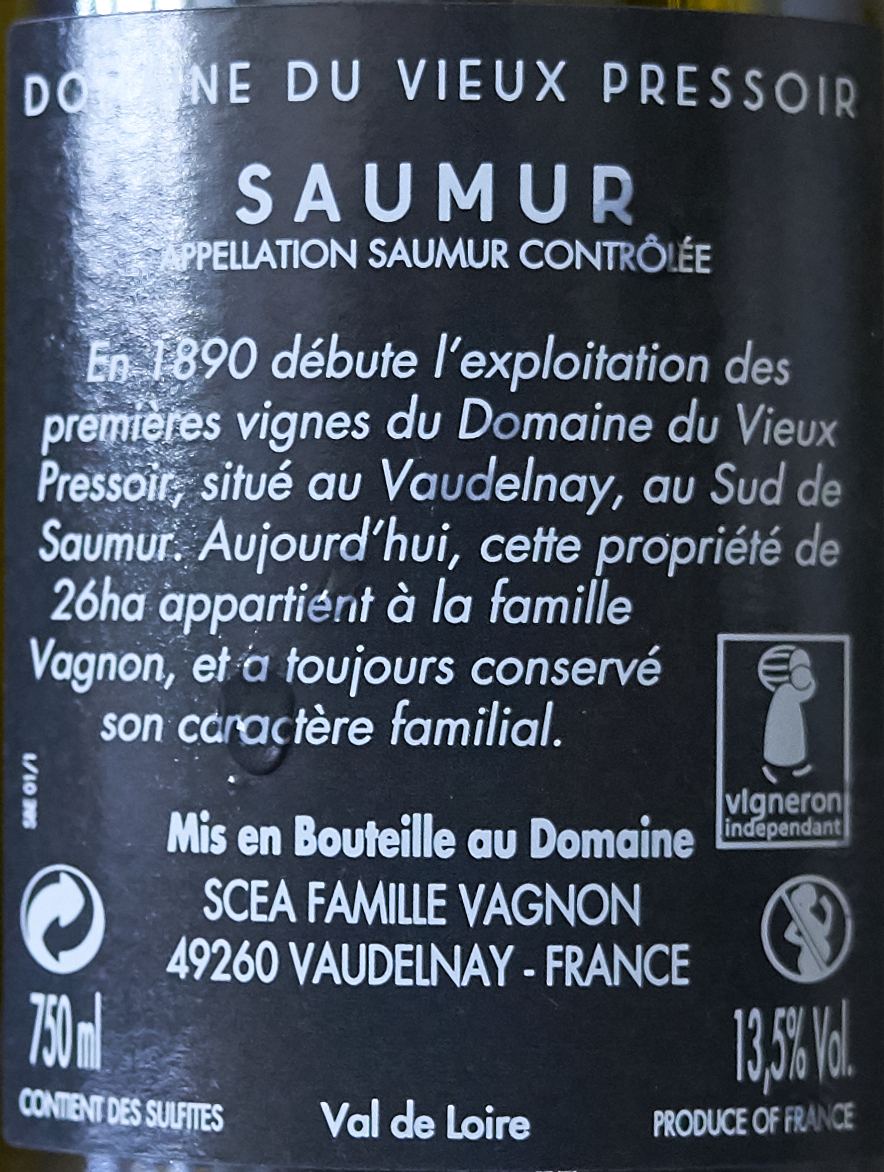 DOMAINE DU VIEUX PRESSOIR
SAUMUR
APPELLATION SAUMUR CONTRÔLÉE
En 1890 débute l'exploitation des
premières vignes du Domaine du Vieux
Pressoir, situé au Vaudelnay, au Sud de
Saumur. Aujourd'hui, cette propriété de
26ha appartient à la famille
Vagnon, et a toujours conservé
son caractère familial.
vigneron
indépendant
Mis en Bouteille au Domaine
SCEA FAMILLE VAGNON
49260 VAUDELNAY - FRANCE
750 ml
13,5% Vol.
CONTIENT DES SULFITES
Val de Loire
PRODUCE OF FRANCE